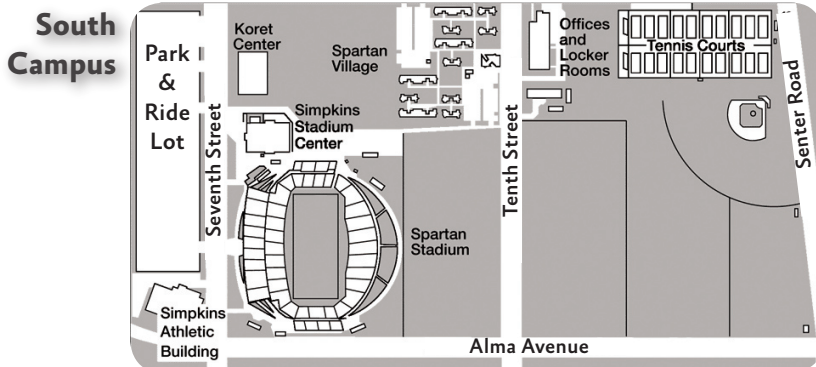 South
Campus
Park
&
Ride
Lot
Koret
Center
Spartan
Village
Offices
and
Locker
Rooms
Tennis Courts
Simpkins
Stadium
Center
Seventh Street
Tenth Street
Senter Road
Spartan
Stadium
Simpkins
Athletic
Building
Alma Avenue